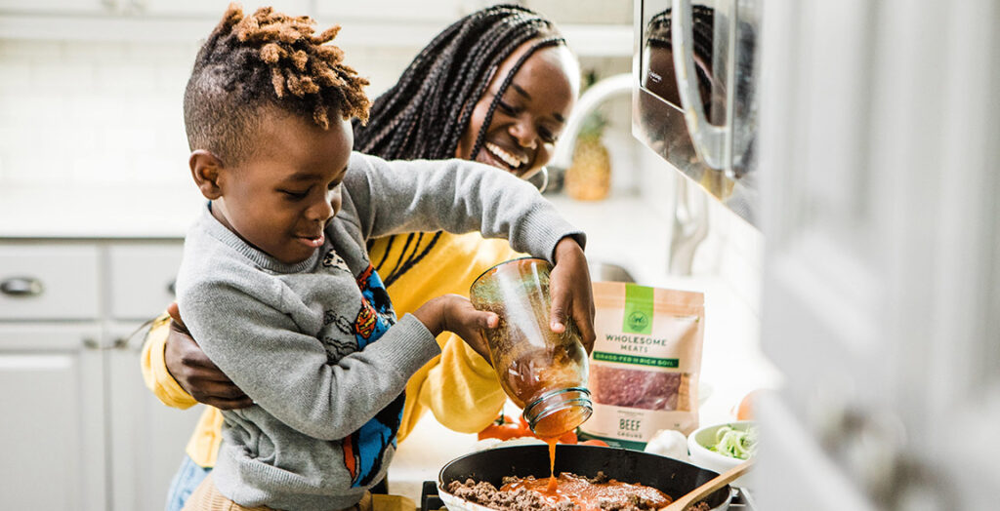 WHOLESOME
MEATS
GRASS-FED IN RICH SOIL
BEEF
GROUND